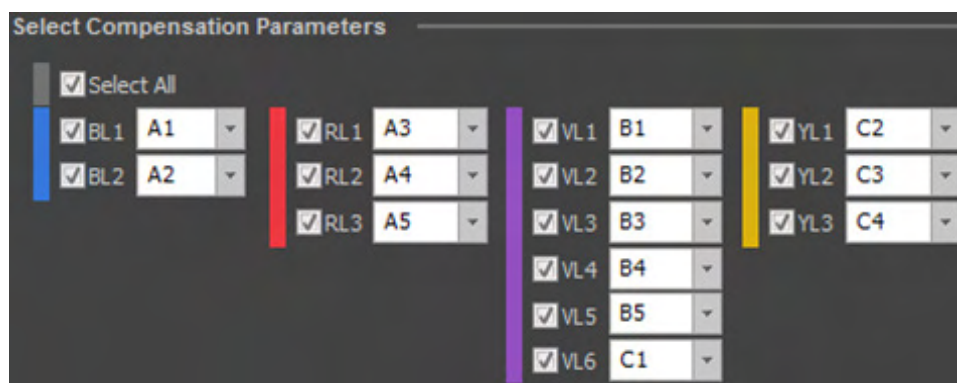 Select Compensation Parameters
Select All
BL1 A1 RL1 A3 VL1 B1 YL1 C2
BL2 A2 RL2 A4 VL2 B2 YL2 C3
RL3 A5 VL3 B3 YL3 C4
VL4 B4
VL5 B5
VL6 C1